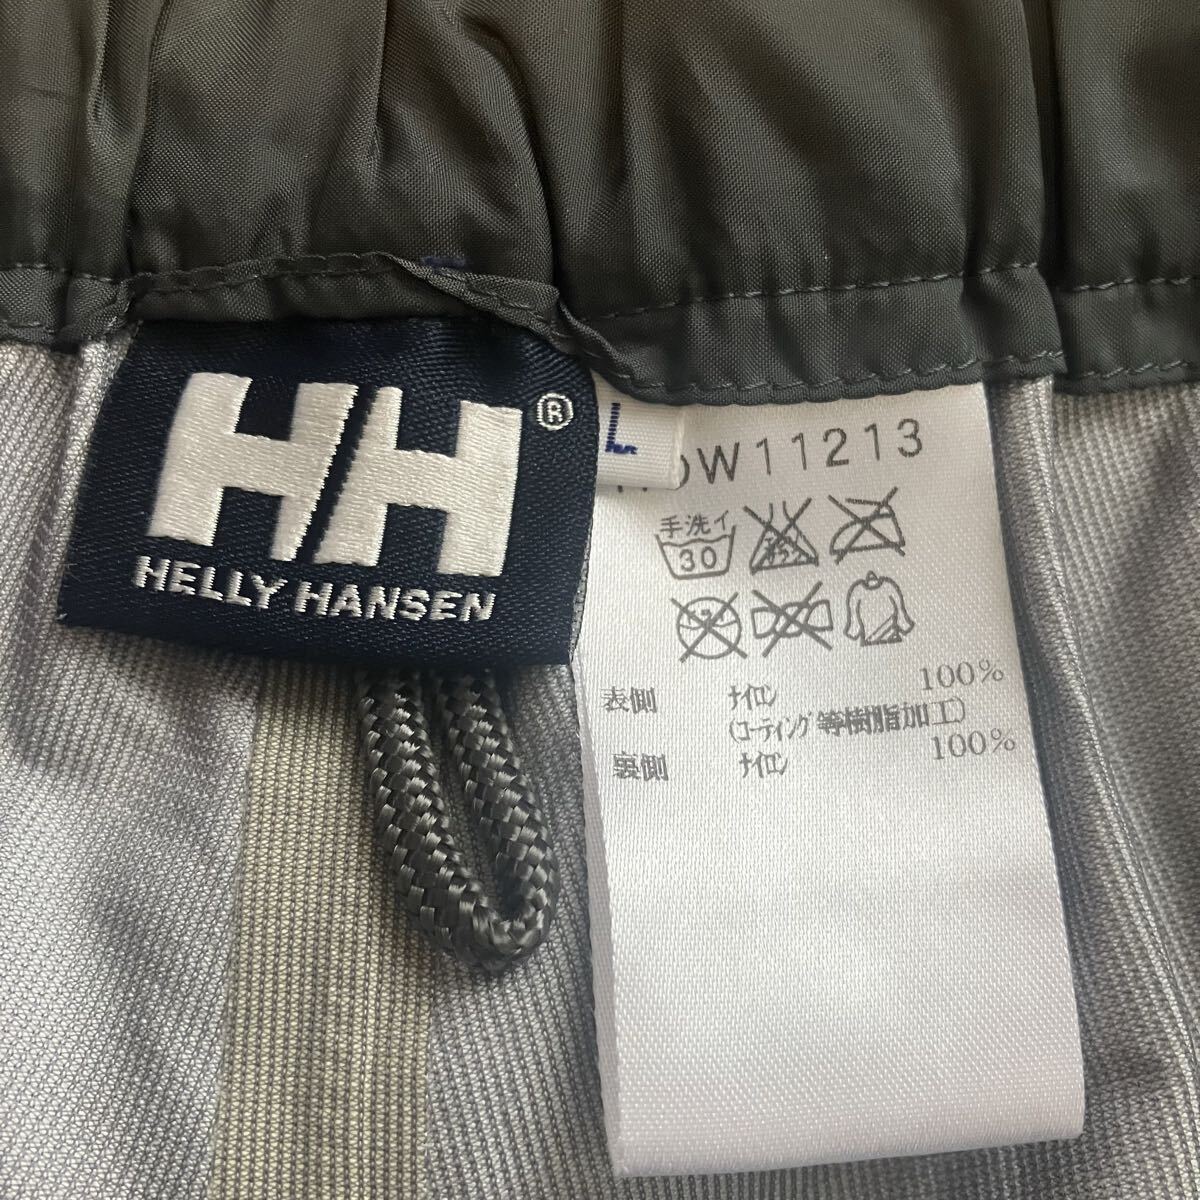 HH®
HELLY HANSEN
L
W11213
手洗イ
30
表側 ナイロン 100%
(コーティング等樹脂加工)
裏側 ナイロン 100%